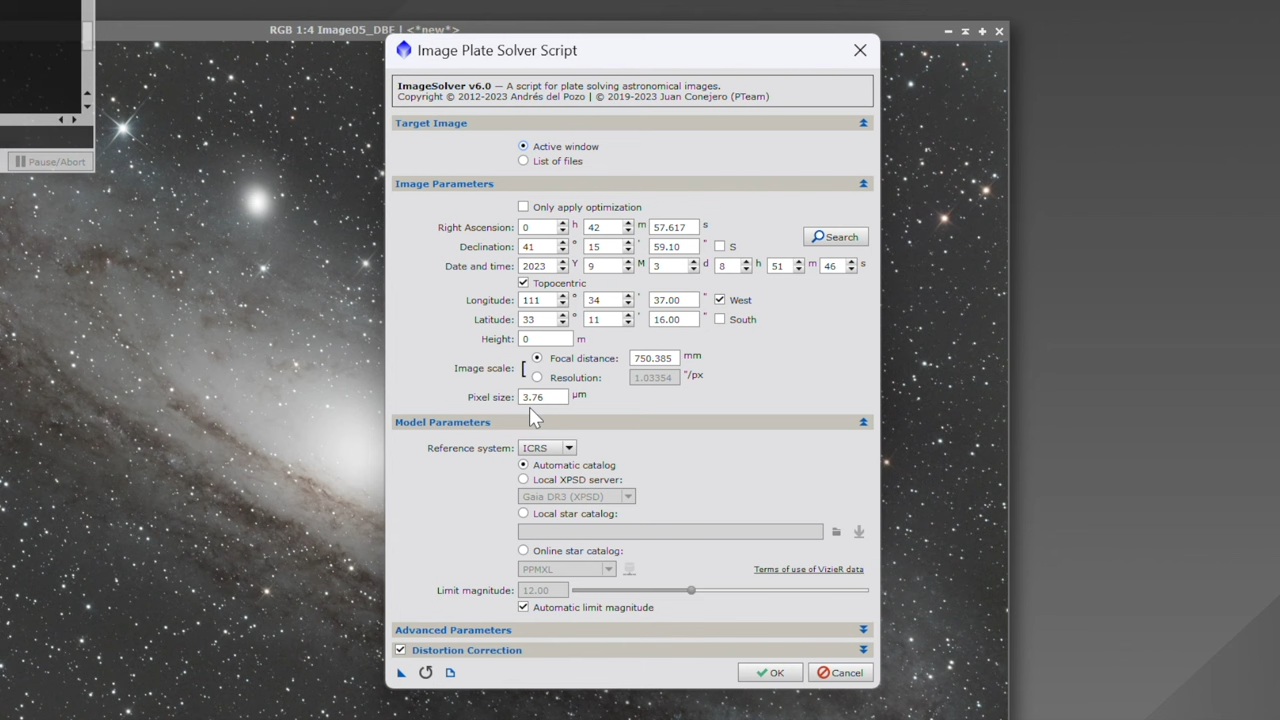 RGB 1:4 Image05_DBE | <*new*>
Image Plate Solver Script
ImageSolver v6.0 — A script for plate solving astronomical images.
Copyright © 2012-2023 Andrés del Pozo | © 2019-2023 Juan Conejero (PTeam)
Target Image
Active window
List of files
Pause/Abort
Image Parameters
Only apply optimization
Right Ascension: 0 h 42 m 57.617 s
Search
Declination: 41 ° 15 ' 59.10 " S
Date and time: 2023 Y 9 M 3 d 8 h 51 m 46 s
Topocentric
Longitude: 111 ° 34 ' 37.00 " West
Latitude: 33 ° 11 ' 16.00 " South
Height: 0 m
Image scale: [ Focal distance: 750.385 mm
Resolution: 1.03354 "/px
Pixel size: 3.76 µm
Model Parameters
Reference system: ICRS
Automatic catalog
Local XPSD server:
Gaia DR3 (XPSD)
Local star catalog:
Online star catalog:
PPMXL Terms of use of VizieR data
Limit magnitude: 12.00
Automatic limit magnitude
Advanced Parameters
Distortion Correction
OK Cancel